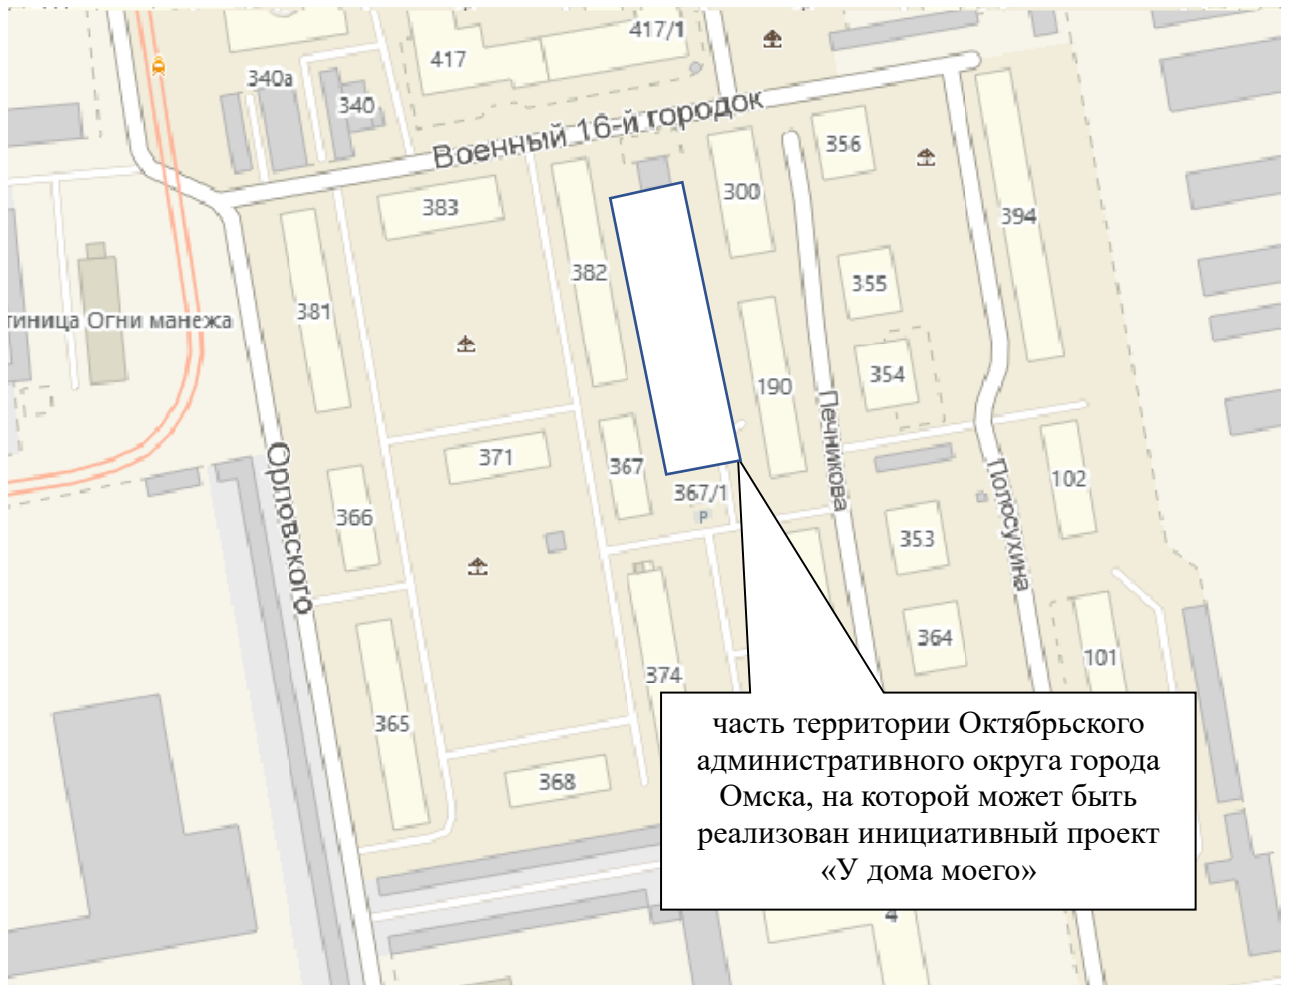 417/1
417
340а
340
Военный 16-й городок
356
300
383
394
382
355
381
тиница Огни манежа
354
190
Печникова
371
367
Орловского
102
367/1
P
366
Полосухина
353
364
101
374
365
368
часть территории Октябрьского
административного округа города
Омска, на которой может быть
реализован инициативный проект
«У дома моего»
4